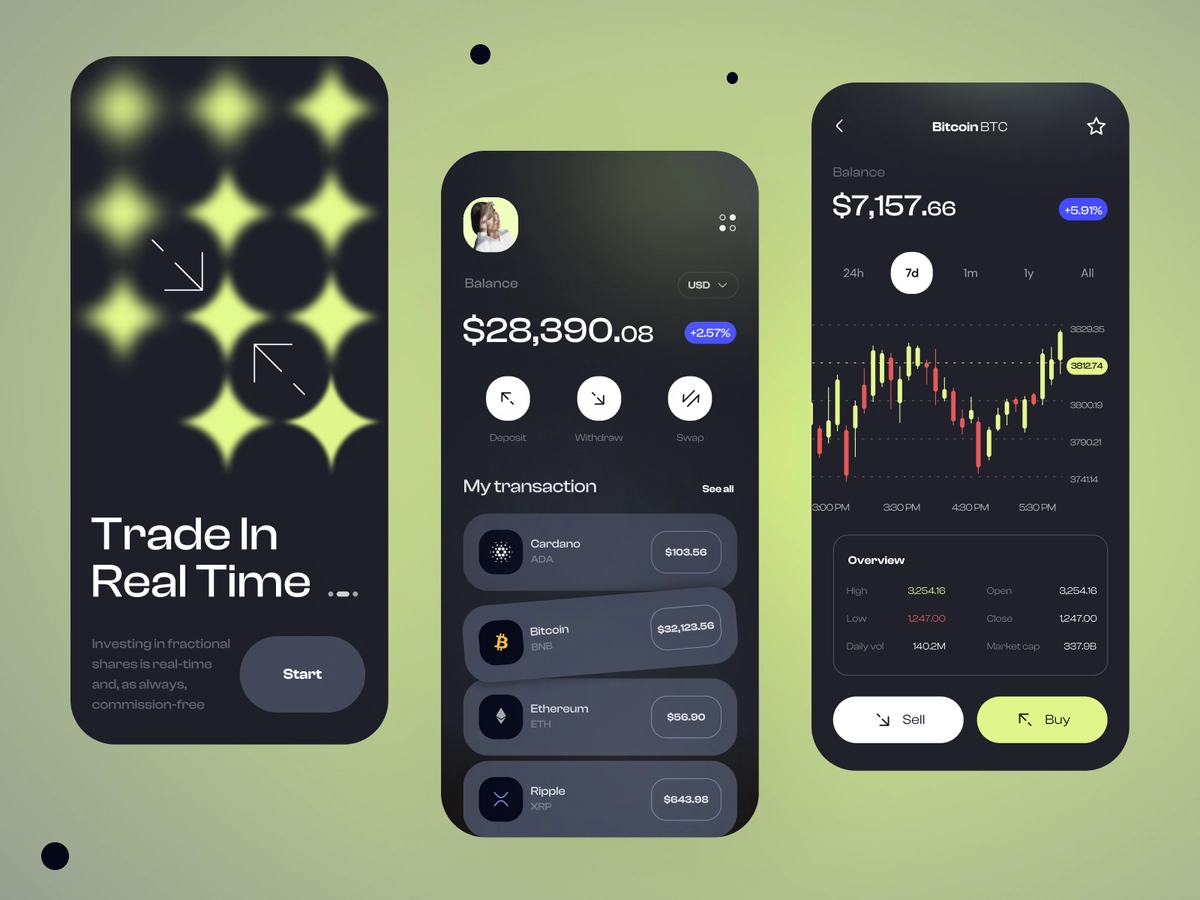 Trade In
Real Time
Investing in fractional
shares is real-time
and, as always,
commission-free
Start
Balance
USD
$28,390.08
+2.57%
Deposit
Withdraw
Swap
My transaction
See all
Cardano
ADA
$103.56
Bitcoin
BNB
$32,123.56
Ethereum
ETH
$56.90
Ripple
XRP
$643.98
Bitcoin BTC
Balance
$7,157.66
+5.91%
24h
7d
1m
1y
All
3829.35
3812.74
3800.19
3790.21
3741.14
3:00 PM
3:30 PM
4:30 PM
5:30 PM
Overview
High
3,254.16
Open
3,254.16
Low
1,247.00
Close
1,247.00
Daily vol
140.2M
Market cap
337.9B
Sell
Buy